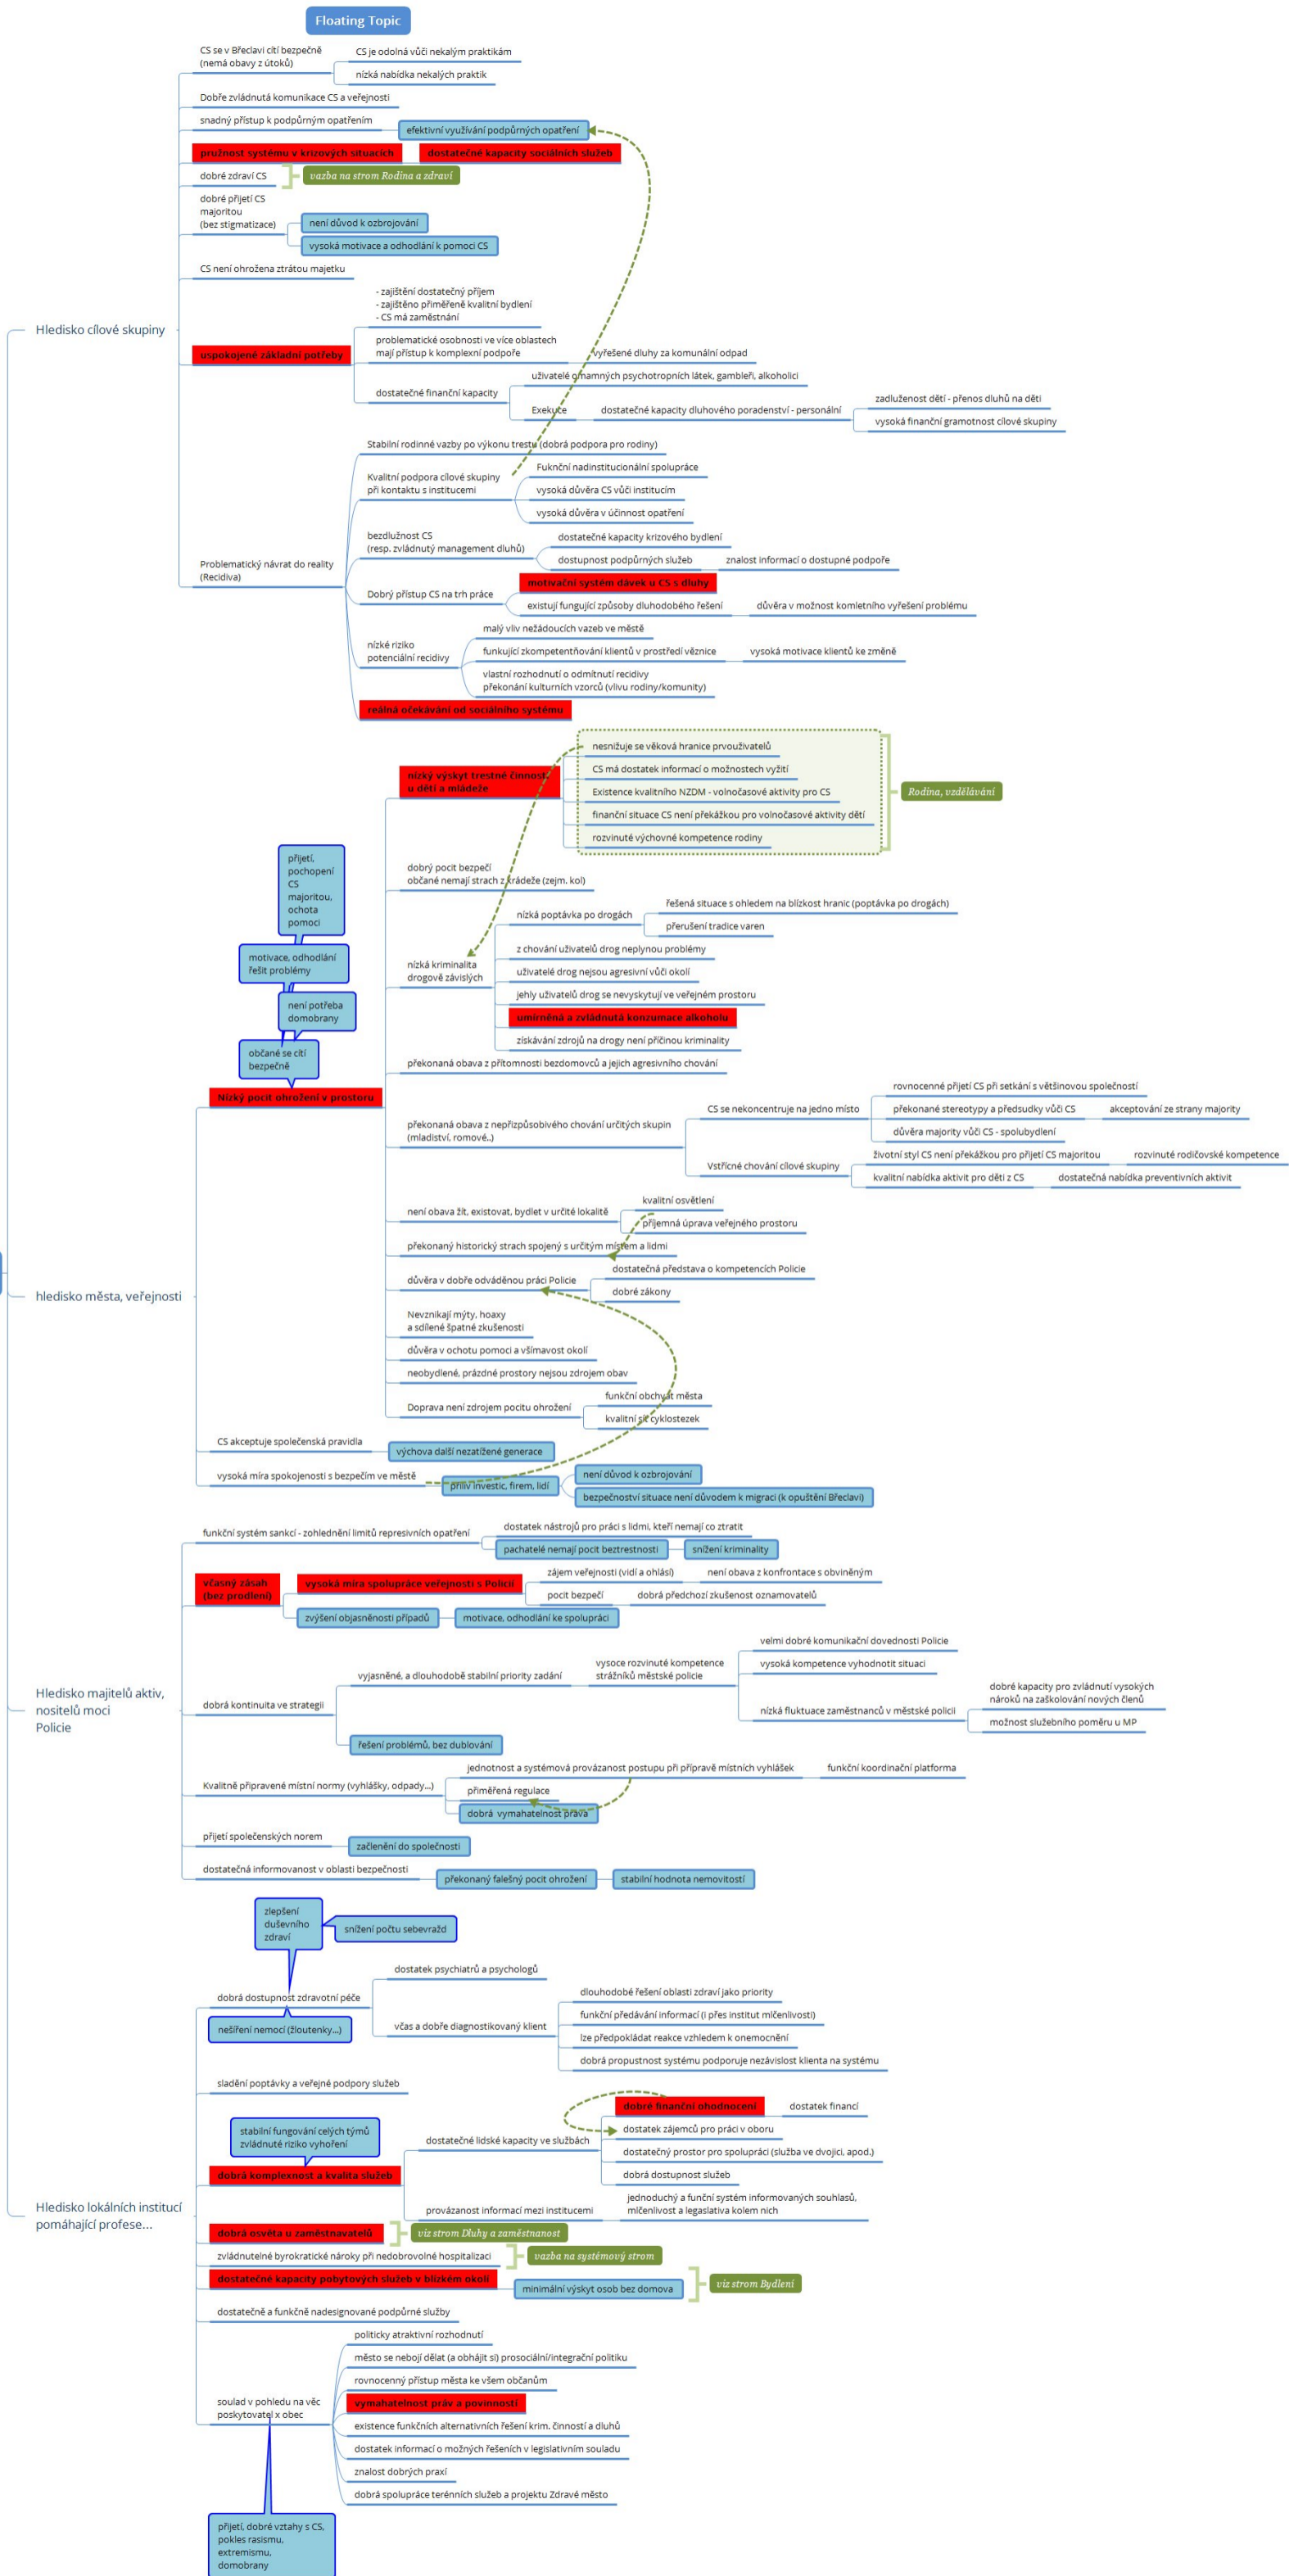 Floating Topic
CS se v Břeclavi cítí bezpečně
(nemá obavy z útoků)
CS je odolná vůči nekalým praktikám
nízká nabídka nekalých praktik
Dobře zvládnutá komunikace CS a veřejnosti
snadný přístup k podpůrným opatřením
efektivní využívání podpůrných opatření
pružnost systému v krizových situacích
dostatečné kapacity sociálních služeb
dobré zdraví CS
vazba na strom Rodina a zdraví
dobré přijetí CS
majoritou
(bez stigmatizace)
není důvod k ozbrojování
vysoká motivace a odhodlání k pomoci CS
CS není ohrožena ztrátou majetku
Hledisko cílové skupiny
uspokojené základní potřeby
- zajištění dostatečný příjem
- zajištěno přiměřeně kvalitní bydlení
- CS má zaměstnání
problematické osobnosti ve více oblastech
mají přístup k komplexní podpoře
vyřešené dluhy za komunální odpad
dostatečné finanční kapacity
uživatelé omamných psychotropních látek, gambleři, alkoholici
Exekuce
dostatečné kapacity dluhového poradenství - personální
zadluženost dětí - přenos dluhů na děti
vysoká finanční gramotnost cílové skupiny
Problematický návrat do reality
(Recidiva)
Stabilní rodinné vazby po výkonu trestu (dobrá podpora pro rodiny)
Kvalitní podpora cílové skupiny
při kontaktu s institucemi
Fuknční nadinstitucionální spolupráce
vysoká důvěra CS vůči institucím
vysoká důvěra v účinnost opatření
bezdlužnost CS
(resp. zvládnutý management dluhů)
dostatečné kapacity krizového bydlení
dostupnost podpůrných služeb
znalost informací o dostupné podpoře
Dobrý přístup CS na trh práce
motivační systém dávek u CS s dluhy
existují fungující způsoby dluhodobého řešení
důvěra v možnost komletního vyřešení problému
nízké riziko
potenciální recidivy
malý vliv nežádoucích vazeb ve městě
funkující zkompetentňování klientů v prostředí věznice
vysoká motivace klientů ke změně
vlastní rozhodnutí o odmítnutí recidivy
překonání kulturních vzorců (vlivu rodiny/komunity)
reálná očekávání od sociálního systému
hledisko města, veřejnosti
Nízký pocit ohrožení v prostoru
přijetí,
pochopení
CS
majoritou,
ochota
pomoci
motivace, odhodlání
řešit problémy
není potřeba
domobrany
občané se cítí
bezpečně
nízký výskyt trestné činnosti
u dětí a mládeže
nesnižuje se věková hranice prvouživatelů
CS má dostatek informací o možnostech vyžití
Existence kvalitního NZDM - volnočasové aktivity pro CS
finanční situace CS není překážkou pro volnočasové aktivity dětí
rozvinuté výchovné kompetence rodiny
Rodina, vzdělávání
dobrý pocit bezpečí
občané nemají strach z krádeže (zejm. kol)
nízká kriminalita
drogově závislých
nízká poptávka po drogách
řešená situace s ohledem na blízkost hranic (poptávka po drogách)
přerušení tradice varen
z chování uživatelů drog neplynou problémy
uživatelé drog nejsou agresivní vůči okolí
jehly uživatelů drog se nevyskytují ve veřejném prostoru
umírněná a zvládnutá konzumace alkoholu
získávání zdrojů na drogy není příčinou kriminality
překonaná obava z přítomnosti bezdomovců a jejich agresivního chování
překonaná obava z nepřizpůsobivého chování určitých skupin
(mladiství, romové..)
CS se nekoncentruje na jedno místo
rovnocenné přijetí CS při setkání s většinovou společností
překonané stereotypy a předsudky vůči CS
akceptování ze strany majority
důvěra majority vůči CS - spolubydlení
Vstřícné chování cílové skupiny
životní styl CS není překážkou pro přijetí CS majoritou
rozvinuté rodičovské kompetence
kvalitní nabídka aktivit pro děti z CS
dostatečná nabídka preventivních aktivit
není obava žít, existovat, bydlet v určité lokalitě
kvalitní osvětlení
příjemná úprava veřejného prostoru
překonaný historický strach spojený s určitým místem a lidmi
důvěra v dobře odváděnou práci Policie
dostatečná představa o kompetencích Policie
dobré zákony
Nevznikají mýty, hoaxy
a sdílené špatné zkušenosti
důvěra v ochotu pomoci a všímavost okolí
neobydlené, prázdné prostory nejsou zdrojem obav
Doprava není zdrojem pocitu ohrožení
funkční obchvat města
kvalitní síť cyklostezek
CS akceptuje společenská pravidla
výchova další nezatížené generace
vysoká míra spokojenosti s bezpečím ve městě
příliv investic, firem, lidí
není důvod k ozbrojování
bezpečností situace není důvodem k migraci (k opuštění Břeclavi)
Hledisko majitelů aktiv,
nositelů moci
Policie
funkční systém sankcí - zohlednění limitů represivních opatření
dostatek nástrojů pro práci s lidmi, kteří nemají co ztratit
pachatelé nemají pocit beztrestnosti
snížení kriminality
včasný zásah
(bez prodlení)
vysoká míra spolupráce veřejnosti s Policií
zájem veřejnosti (vidí a ohlásí)
není obava z konfrontace s obviněným
pocit bezpečí
dobrá předchozí zkušenost oznamovatelů
zvýšení objasněnosti případů
motivace, odhodlání ke spolupráci
dobrá kontinuita ve strategii
vyjasněné, a dlouhodobě stabilní priority zadání
vysoce rozvinuté kompetence
strážníků městské policie
velmi dobré komunikační dovednosti Policie
vysoká kompetence vyhodnotit situaci
nízká fluktuace zaměstnanců v městské policii
dobré kapacity pro zvládnutí vysokých
nároků na zaškolování nových členů
možnost služebního poměru u MP
řešení problémů, bez dublování
Kvalitně připravené místní normy (vyhlášky, odpady...)
jednotnost a systémová provázanost postupu při přípravě místních vyhlášek
funkční koordinační platforma
přiměřená regulace
dobrá vymahatelnost práva
přijetí společenských norem
začlenění do společnosti
dostatečná informovanost v oblasti bezpečnosti
překonaný falešný pocit ohrožení
stabilní hodnota nemovitostí
Hledisko lokálních institucí
pomáhající profese...
zlepšení
duševního
zdraví
snížení počtu sebevražd
dobrá dostupnost zdravotní péče
nešíření nemocí (žloutenky...)
dostatek psychiatrů a psychologů
včas a dobře diagnostikovaný klient
dlouhodobé řešení oblasti zdraví jako priority
funkční předávání informací (i přes institut mlčenlivosti)
lze předpokládat reakce vzhledem k onemocnění
dobrá propustnost systému podporuje nezávislost klienta na systému
sladění poptávky a veřejné podpory služeb
stabilní fungování celých týmů
zvládnuté riziko vyhoření
dobrá komplexnost a kvalita služeb
dostatečné lidské kapacity ve službách
dobré finanční ohodnocení
dostatek financí
dostatek zájemců pro práci v oboru
dostatečný prostor pro spolupráci (služba ve dvojici, apod.)
dobrá dostupnost služeb
provázanost informací mezi institucemi
jednoduchý a funční systém informovaných souhlasů,
mlčenlivost a legaslativa kolem nich
dobrá osvěta u zaměstnavatelů
viz strom Dluhy a zaměstnanost
zvládnutelné byrokratické nároky při nedobrovolné hospitalizaci
vazba na systémový strom
dostatečné kapacity pobytových služeb v blízkém okolí
minimální výskyt osob bez domova
viz strom Bydlení
dostatečně a funkčně nadesignované podpůrné služby
soulad v pohledu na věc
poskytovatel x obec
politicky atraktivní rozhodnutí
město se nebojí dělat (a obhájit si) prosociální/integrační politiku
rovnocenný přístup města ke všem občanům
vymahatelnost práv a povinností
existence funkčních alternativních řešení krim. činností a dluhů
dostatek informací o možných řešeních v legislativním souladu
znalost dobrých praxí
dobrá spolupráce terénních služeb a projektu Zdravé město
přijetí, dobré vztahy s CS,
pokles rasismu,
extremismu,
domobrany